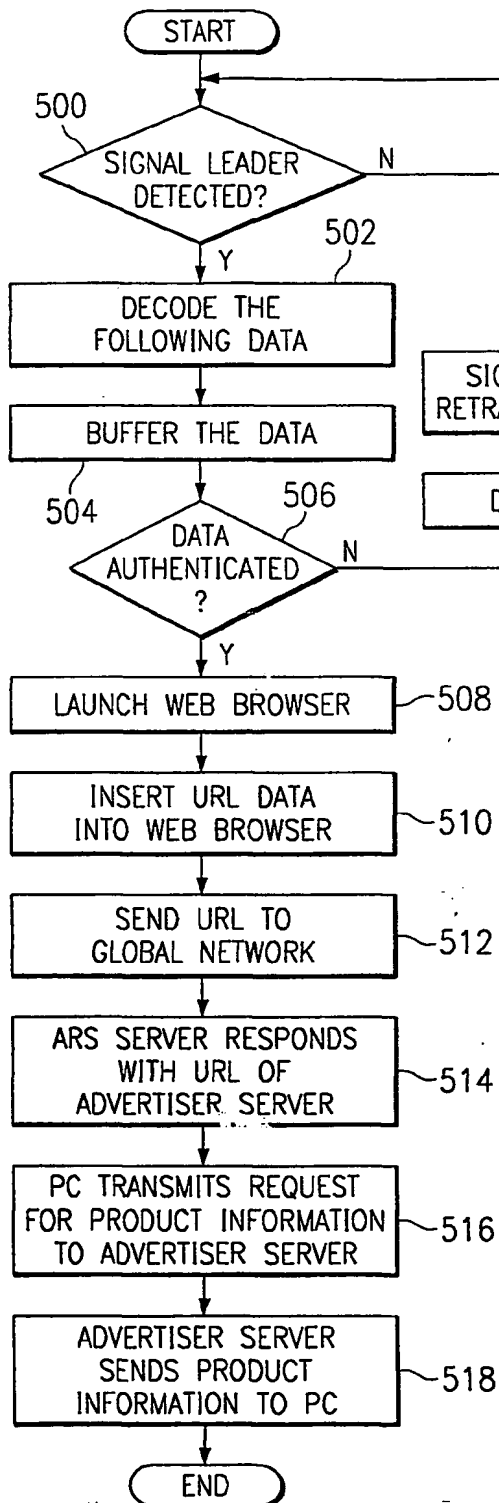 START
500
SIGNAL LEADER
DETECTED?
N
Y
502
DECODE THE
FOLLOWING DATA
SIG
RETRA
BUFFER THE DATA
504
D
506
DATA
AUTHENTICATED
?
N
Y
LAUNCH WEB BROWSER
508
INSERT URL DATA
INTO WEB BROWSER
510
SEND URL TO
GLOBAL NETWORK
512
ARS SERVER RESPONDS
WITH URL OF
ADVERTISER SERVER
514
PC TRANSMITS REQUEST
FOR PRODUCT INFORMATION
TO ADVERTISER SERVER
516
ADVERTISER SERVER
SENDS PRODUCT
INFORMATION TO PC
518
END